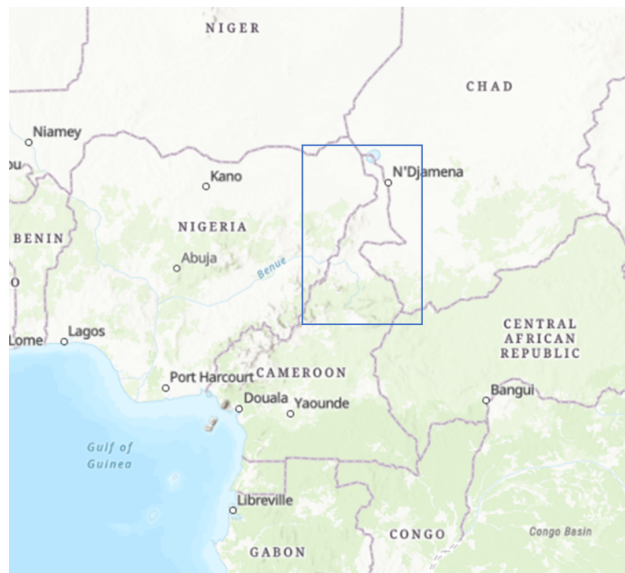 NIGER
CHAD
Niamey
ou
Kano
N'Djamena
NIGERIA
BENIN
Abuja
Benue
O
Lagos
Lome
CENTRAL
AFRICAN
REPUBLIC
Port Harcourt
CAMEROON
Douala
Yaounde
Bangui
Gulf of
Guinea
Libreville
CONGO
Congo Basin
GABON